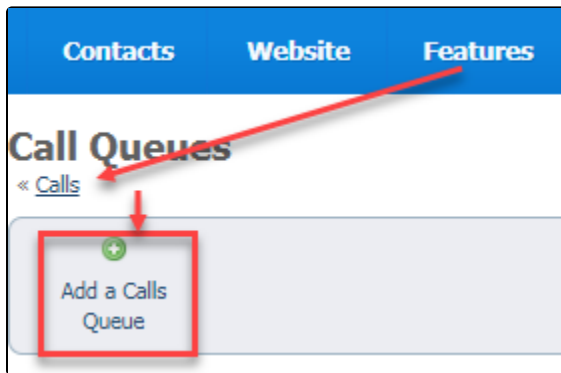 Contacts Website Features
Call Queues
« Calls
Add a Calls
Queue